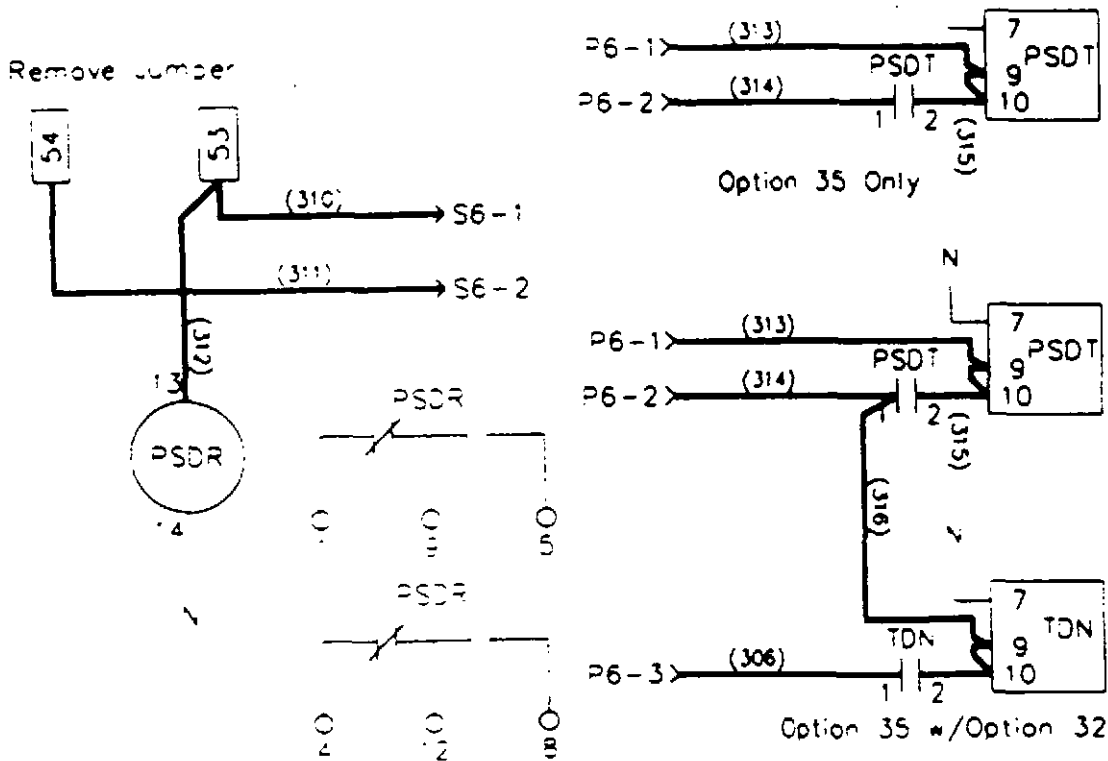 Remove Jumper
54
53
(310)
S6-1
(311)
S6-2
(312)
13
PSDR
14
PSDR
5
PSDR
4
12
8
P6-1
(313)
7
PSDT
PSDT
9
P6-2
(314)
10
1
2
(315)
Option 35 Only
N
7
P6-1
(313)
PSDT
PSDT
9
P6-2
(314)
10
1
2
(315)
(316)
7
TDN
TDN
9
P6-3
(306)
10
1
2
Option 35 w/Option 32